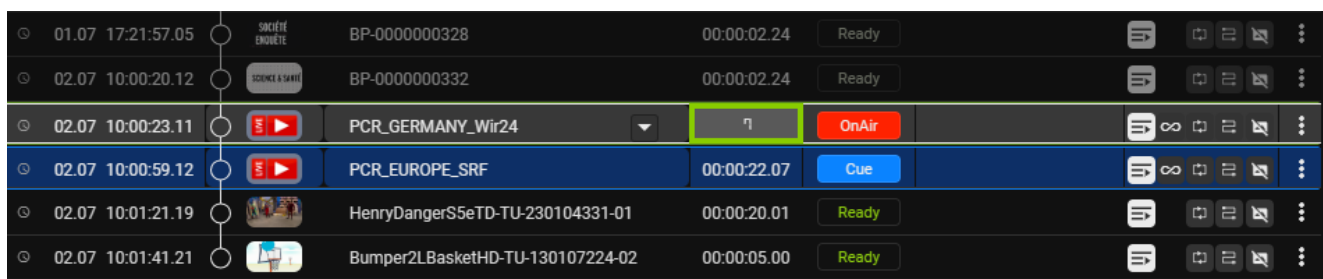 01.07 17:21:57.05 SOCIÉTÉ ENQUÊTE BP-0000000328 00:00:02.24 Ready
02.07 10:00:20.12 SCIENCE & SANTÉ BP-0000000332 00:00:02.24 Ready
02.07 10:00:23.11 LIVE PCR_GERMANY_Wir24 ๅ OnAir
02.07 10:00:59.12 LIVE PCR_EUROPE_SRF 00:00:22.07 Cue
02.07 10:01:21.19 HenryDangerS5eTD-TU-230104331-01 00:00:20.01 Ready
02.07 10:01:41.21 Bumper2LBasketHD-TU-130107224-02 00:00:05.00 Ready